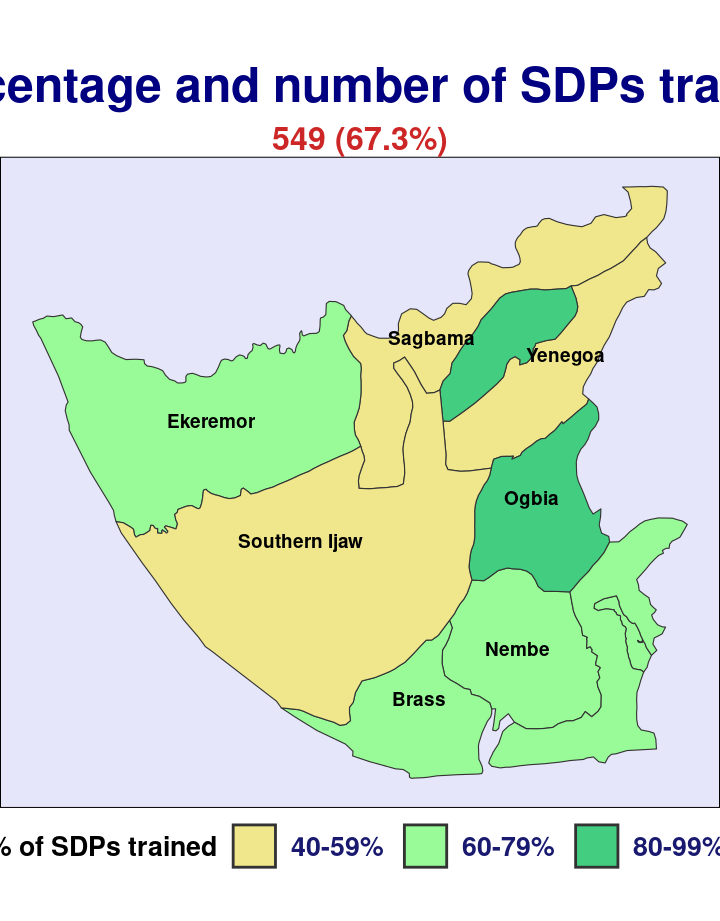 centage and number of SDPs tra
549 (67.3%)
Sagbama
Yenegoa
Ekeremor
Ogbia
Southern Ijaw
Nembe
Brass
% of SDPs trained 40-59% 60-79% 80-99%